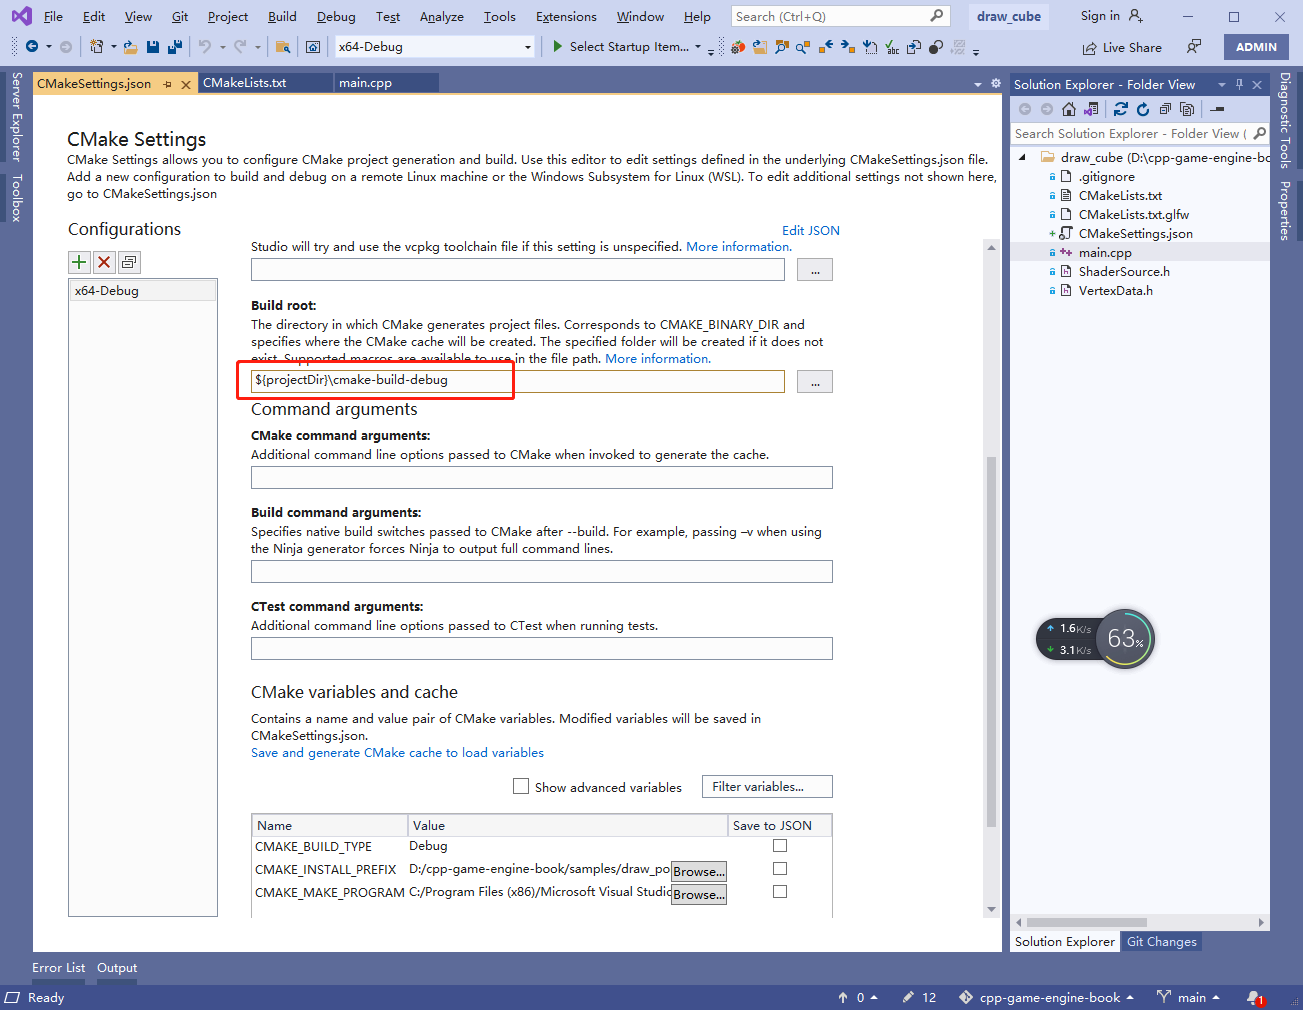 File Edit View Git Project Build Debug Test Analyze Tools Extensions Window Help Search (Ctrl+Q) draw_cube Sign in
x64-Debug Select Startup Item... Live Share ADMIN
Server Explorer
Toolbox
CMakeSettings.json CMakeLists.txt main.cpp
CMake Settings
CMake Settings allows you to configure CMake project generation and build. Use this editor to edit settings defined in the underlying CMakeSettings.json file.
Add a new configuration to build and debug on a remote Linux machine or the Windows Subsystem for Linux (WSL). To edit additional settings not shown here,
go to CMakeSettings.json
Configurations
x64-Debug
Edit JSON
Studio will try and use the vcpkg toolchain file if this setting is unspecified. More information.
...
Build root:
The directory in which CMake generates project files. Corresponds to CMAKE_BINARY_DIR and
specifies where the CMake cache will be created. The specified folder will be created if it does not
exist. Supported macros are available to use in the file path. More information.
${projectDir}\cmake-build-debug
...
Command arguments
CMake command arguments:
Additional command line options passed to CMake when invoked to generate the cache.
Build command arguments:
Specifies native build switches passed to CMake after --build. For example, passing –v when using
the Ninja generator forces Ninja to output full command lines.
CTest command arguments:
Additional command line options passed to CTest when running tests.
CMake variables and cache
Contains a name and value pair of CMake variables. Modified variables will be saved in
CMakeSettings.json.
Save and generate CMake cache to load variables
Show advanced variables Filter variables...
Name Value Save to JSON
CMAKE_BUILD_TYPE Debug
CMAKE_INSTALL_PREFIX D:/cpp-game-engine-book/samples/draw_po Browse...
CMAKE_MAKE_PROGRAM C:/Program Files (x86)/Microsoft Visual Studio Browse...
Solution Explorer - Folder View
Search Solution Explorer - Folder View (
draw_cube (D:\cpp-game-engine-bo
.gitignore
CMakeLists.txt
CMakeLists.txt.glfw
CMakeSettings.json
main.cpp
ShaderSource.h
VertexData.h
1.6K/s
3.1K/s
63%
Solution Explorer Git Changes
Diagnostic Tools
Properties
Error List Output
Ready 0 12 cpp-game-engine-book main 1